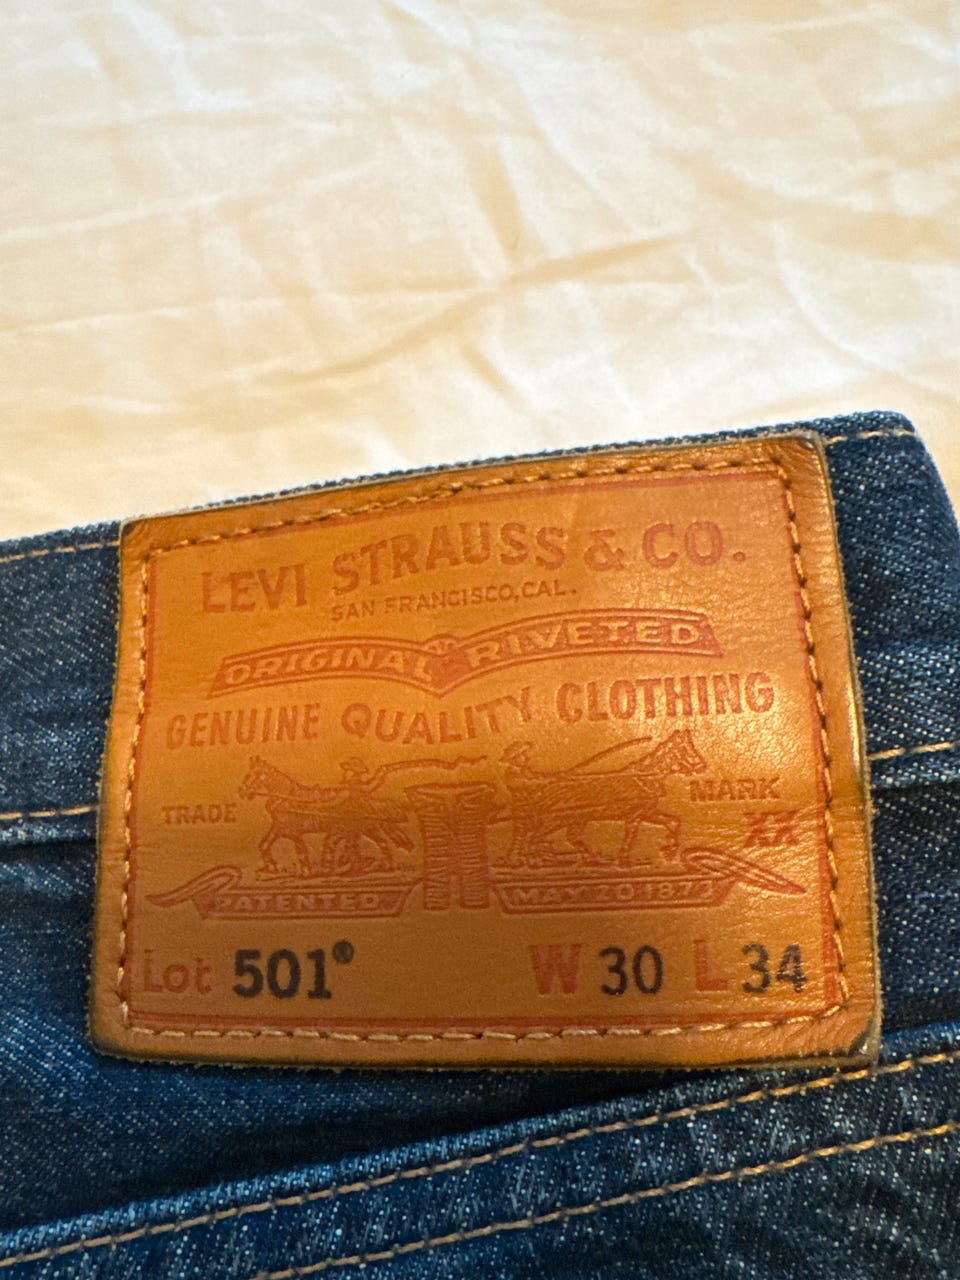 LEVI STRAUSS & CO.
SAN FRANCISCO, CAL.
ORIGINAL RIVETED
GENUINE QUALITY CLOTHING
TRADE MARK
XX
PATENTED MAY 20 1873
Lot 501® W 30 L 34